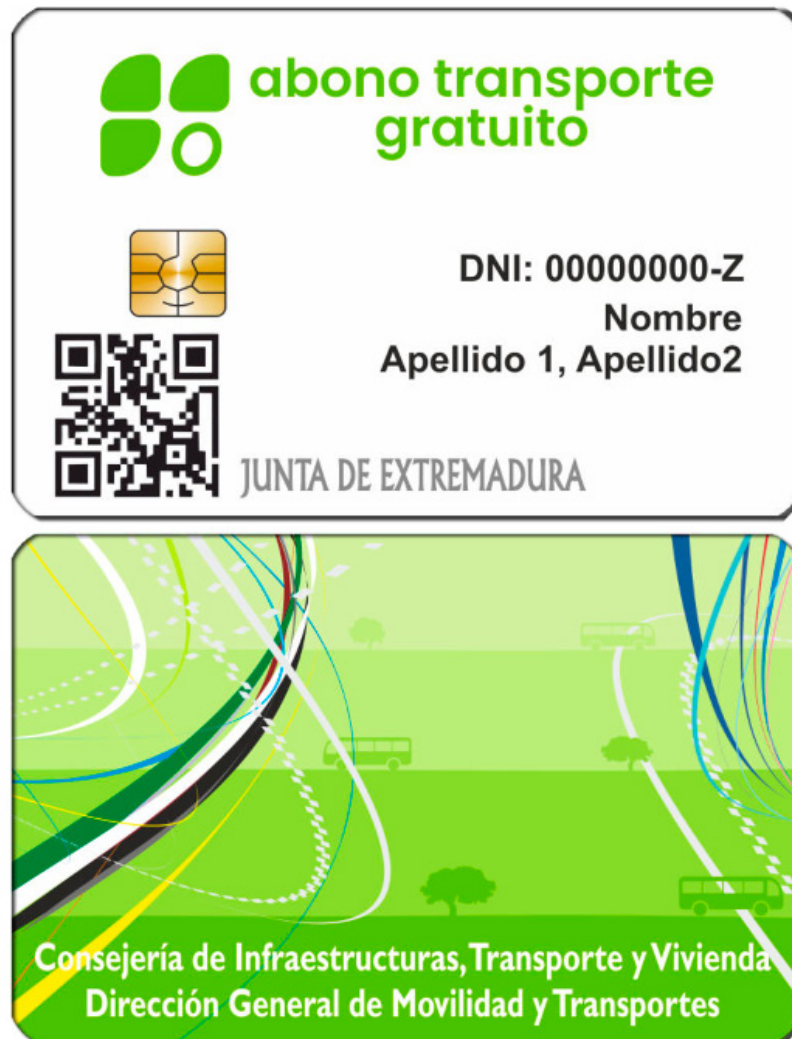 abono transporte
gratuito
DNI: 00000000-Z
Nombre
Apellido 1, Apellido2
JUNTA DE EXTREMADURA
Consejería de Infraestructuras, Transporte y Vivienda
Dirección General de Movilidad y Transportes